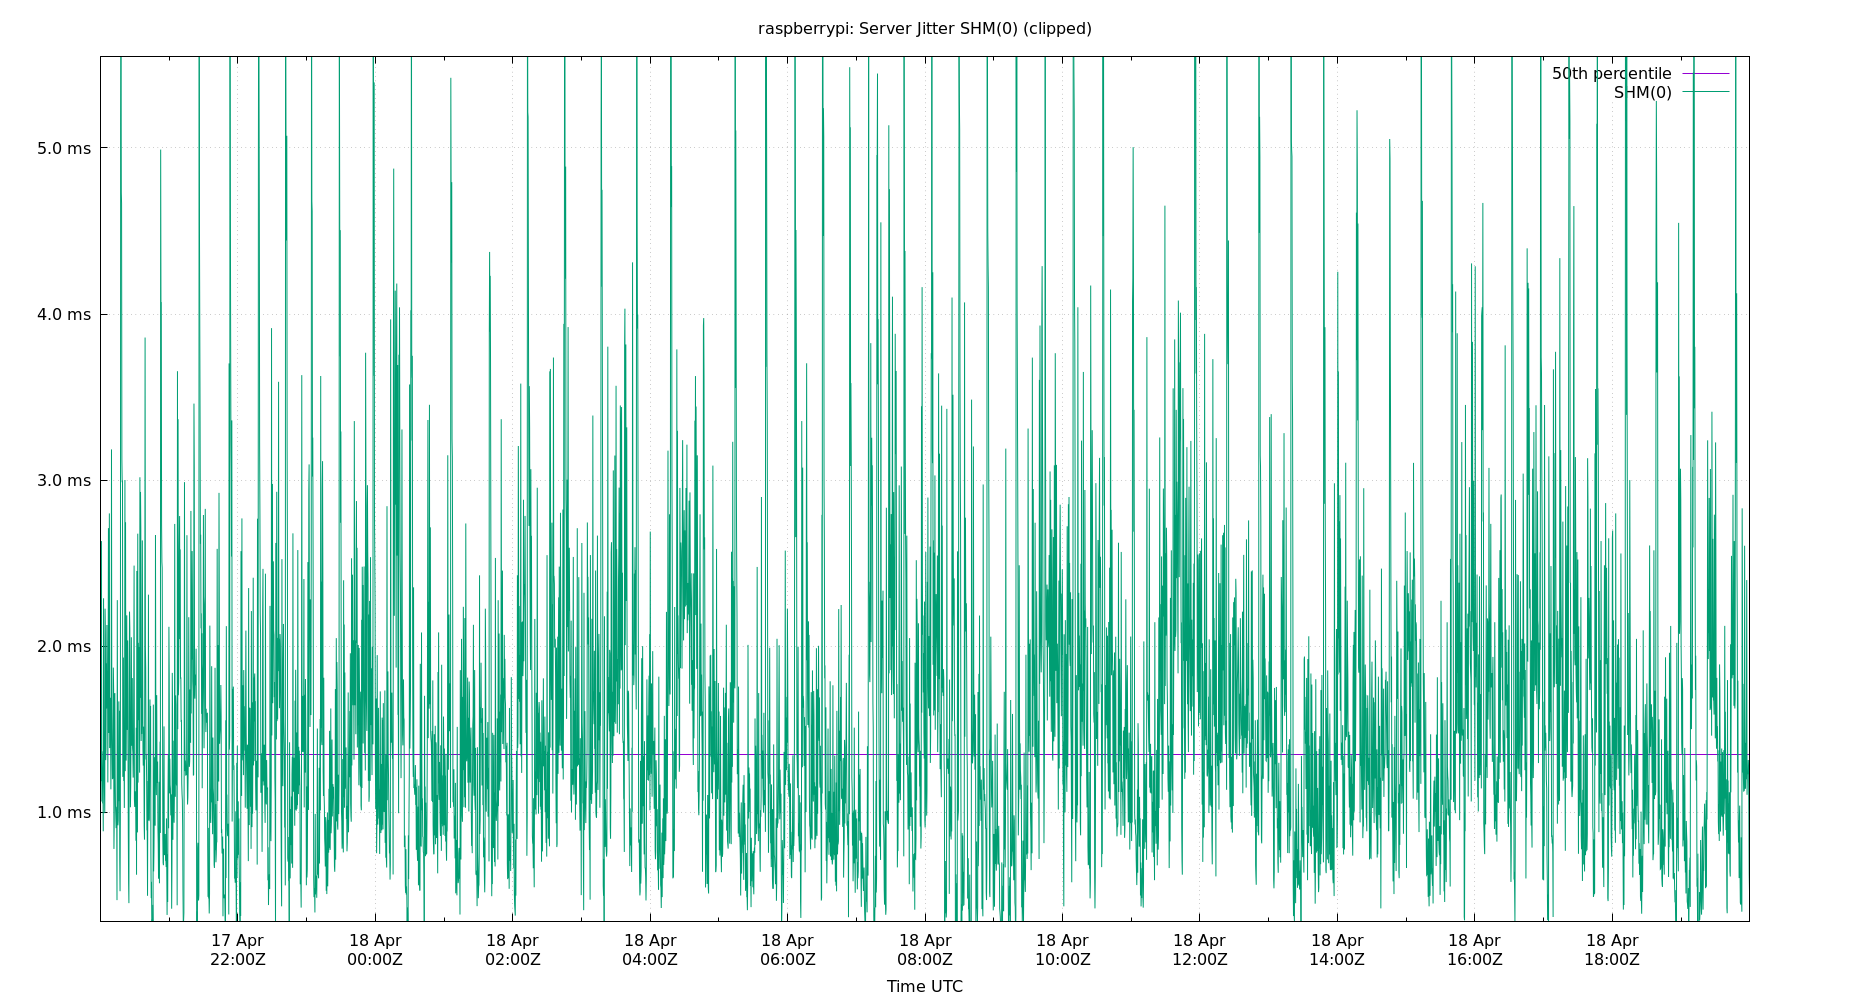 raspberrypi: Server Jitter SHM(0) (clipped)
50th percentile
SHM(0)
5.0 ms
4.0 ms
3.0 ms
2.0 ms
1.0 ms
17 Apr 18 Apr 18 Apr 18 Apr 18 Apr 18 Apr 18 Apr 18 Apr 18 Apr 18 Apr 18 Apr
22:00Z 00:00Z 02:00Z 04:00Z 06:00Z 08:00Z 10:00Z 12:00Z 14:00Z 16:00Z 18:00Z
Time UTC